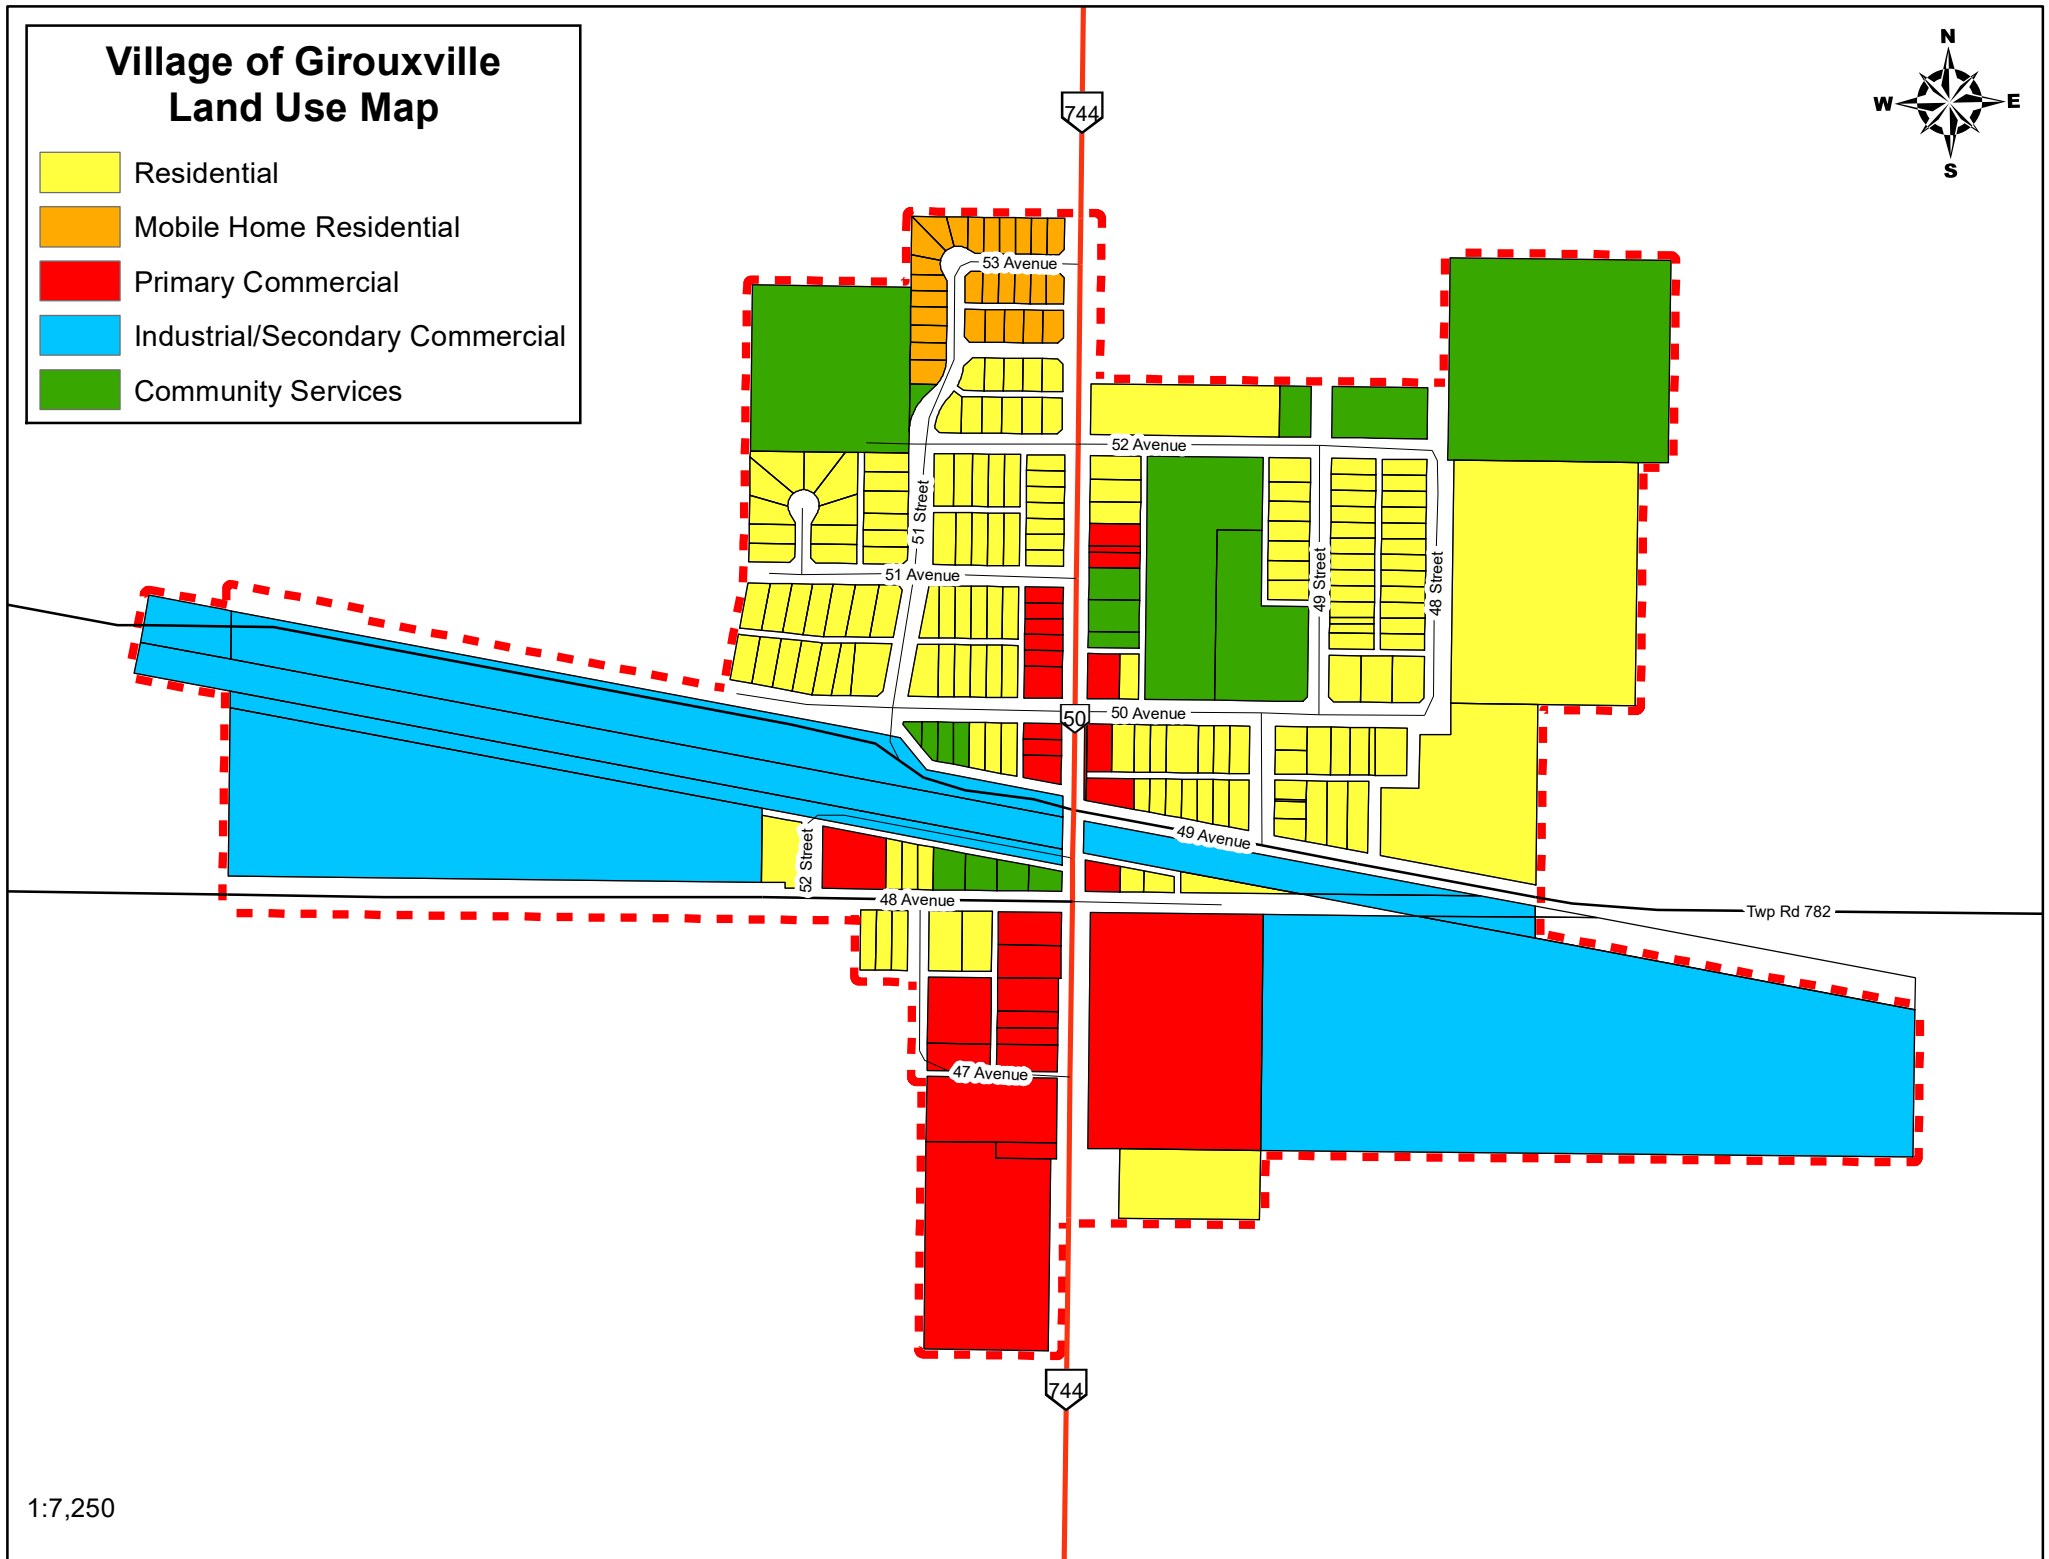 Village of Girouxville
Land Use Map
Residential
Mobile Home Residential
Primary Commercial
Industrial/Secondary Commercial
Community Services
N
W
E
S
744
53 Avenue
52 Avenue
51 Street
51 Avenue
49 Street
48 Street
50
50 Avenue
49 Avenue
52 Street
48 Avenue
Twp Rd 782
47 Avenue
744
1:7,250